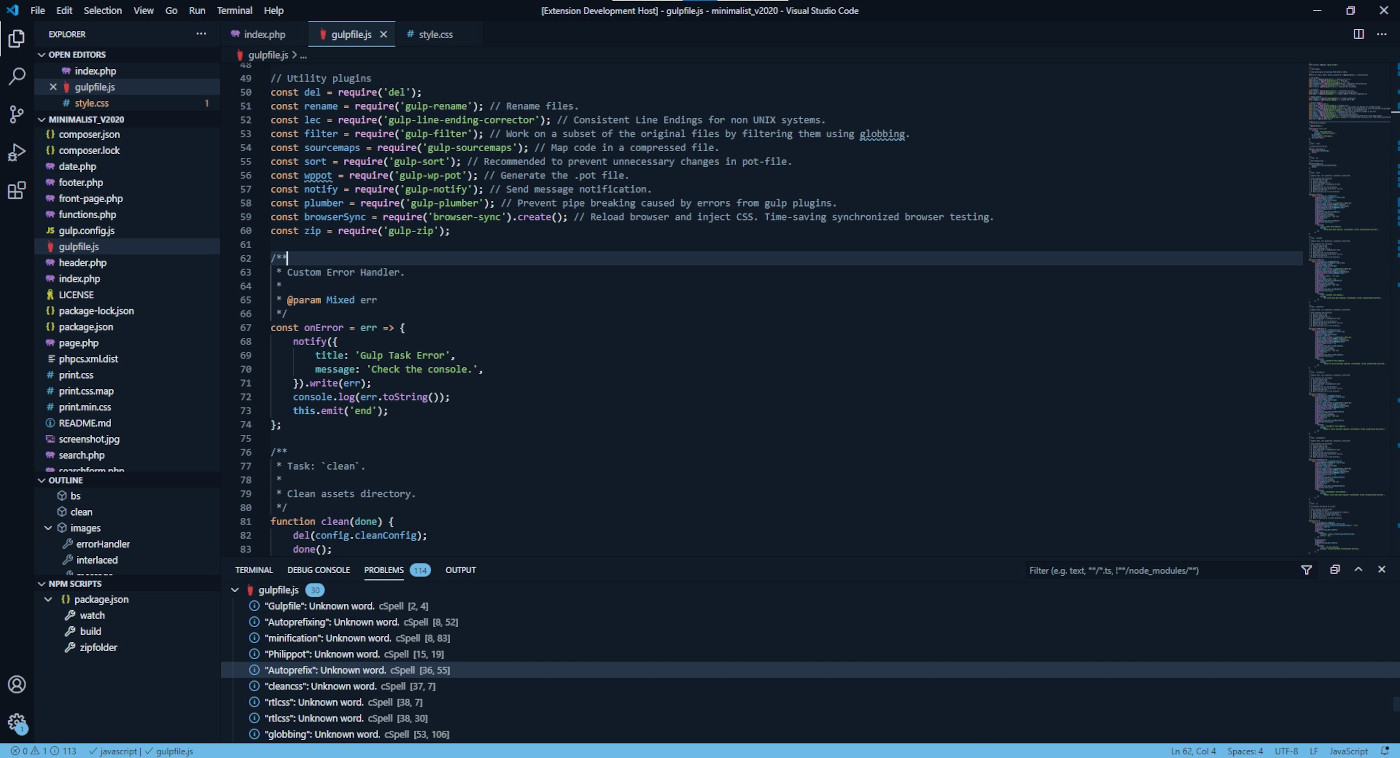 File Edit Selection View Go Run Terminal Help
[Extension Development Host] - gulpfile.js - minimalist_v2020 - Visual Studio Code
EXPLORER
OPEN EDITORS
index.php
gulpfile.js
style.css 1
MINIMALIST_V2020
composer.json
composer.lock
date.php
footer.php
front-page.php
functions.php
gulp.config.js
gulpfile.js
header.php
index.php
LICENSE
package-lock.json
package.json
page.php
phpcs.xml.dist
print.css
print.css.map
print.min.css
README.md
screenshot.jpg
search.php
searchform.php
OUTLINE
bs
clean
images
errorHandler
interlaced
NPM SCRIPTS
package.json
watch
build
zipfolder
index.php gulpfile.js style.css
gulpfile.js > ...
48
49 // Utility plugins
50 const del = require('del');
51 const rename = require('gulp-rename'); // Rename files.
52 const lec = require('gulp-line-ending-corrector'); // Consistent Line Endings for non UNIX systems.
53 const filter = require('gulp-filter'); // Work on a subset of the original files by filtering them using globbing.
54 const sourcemaps = require('gulp-sourcemaps'); // Map code in a compressed file.
55 const sort = require('gulp-sort'); // Recommended to prevent unnecessary changes in pot-file.
56 const wppot = require('gulp-wp-pot'); // Generate the .pot file.
57 const notify = require('gulp-notify'); // Send message notification.
58 const plumber = require('gulp-plumber'); // Prevent pipe breaking caused by errors from gulp plugins.
59 const browserSync = require('browser-sync').create(); // Reload browser and inject CSS. Time-saving synchronized browser testing.
60 const zip = require('gulp-zip');
61
62 /**
63 * Custom Error Handler.
64 *
65 * @param Mixed err
66 */
67 const onError = err => {
68 notify({
69 title: 'Gulp Task Error',
70 message: 'Check the console.',
71 }).write(err);
72 console.log(err.toString());
73 this.emit('end');
74 };
75
76 /**
77 * Task: `clean`.
78 *
79 * Clean assets directory.
80 */
81 function clean(done) {
82 del(config.cleanConfig);
83 done();
TERMINAL DEBUG CONSOLE PROBLEMS 114 OUTPUT
Filter (e.g. text, **/*.ts, !**/node_modules/**)
gulpfile.js 30
"Gulpfile": Unknown word. cSpell [2, 4]
"Autoprefixing": Unknown word. cSpell [8, 52]
"minification": Unknown word. cSpell [8, 83]
"Philippot": Unknown word. cSpell [15, 19]
"Autoprefix": Unknown word. cSpell [36, 55]
"cleancss": Unknown word. cSpell [37, 7]
"rtlcss": Unknown word. cSpell [38, 7]
"rtlcss": Unknown word. cSpell [38, 30]
"globbing": Unknown word. cSpell [53, 106]
1
0 1 113 javascript | gulpfile.js
Ln 62, Col 4 Spaces: 4 UTF-8 LF JavaScript